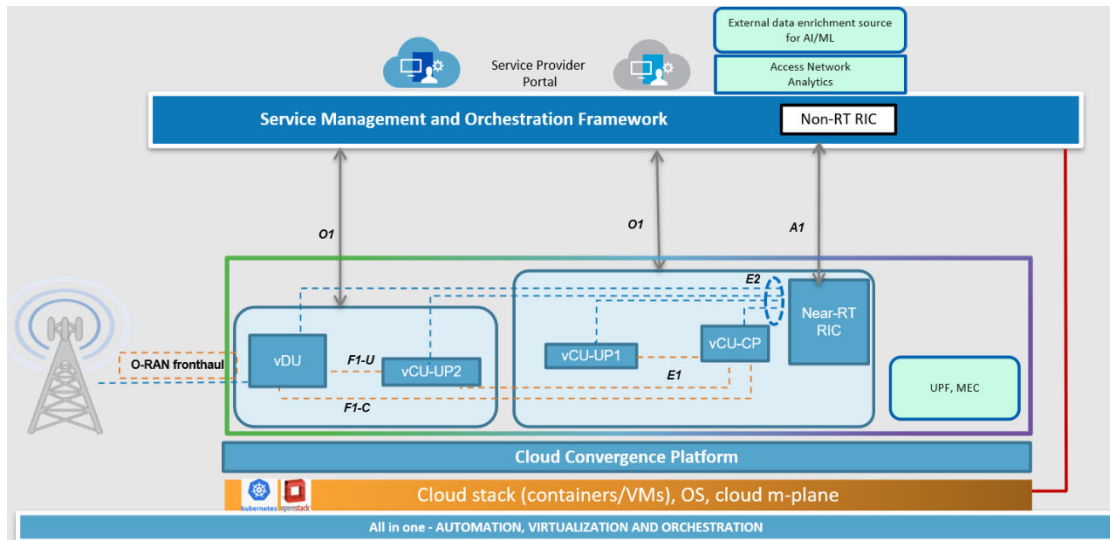 External data enrichment source
for AI/ML
Service Provider
Portal
Access Network
Analytics
Service Management and Orchestration Framework
Non-RT RIC
O1
O1
A1
E2
Near-RT
RIC
vDU
F1-U
vCU-UP2
vCU-UP1
vCU-CP
O-RAN fronthaul
E1
F1-C
UPF, MEC
Cloud Convergence Platform
Cloud stack (containers/VMs), OS, cloud m-plane
kubernetes
openstack
All in one - AUTOMATION, VIRTUALIZATION AND ORCHESTRATION